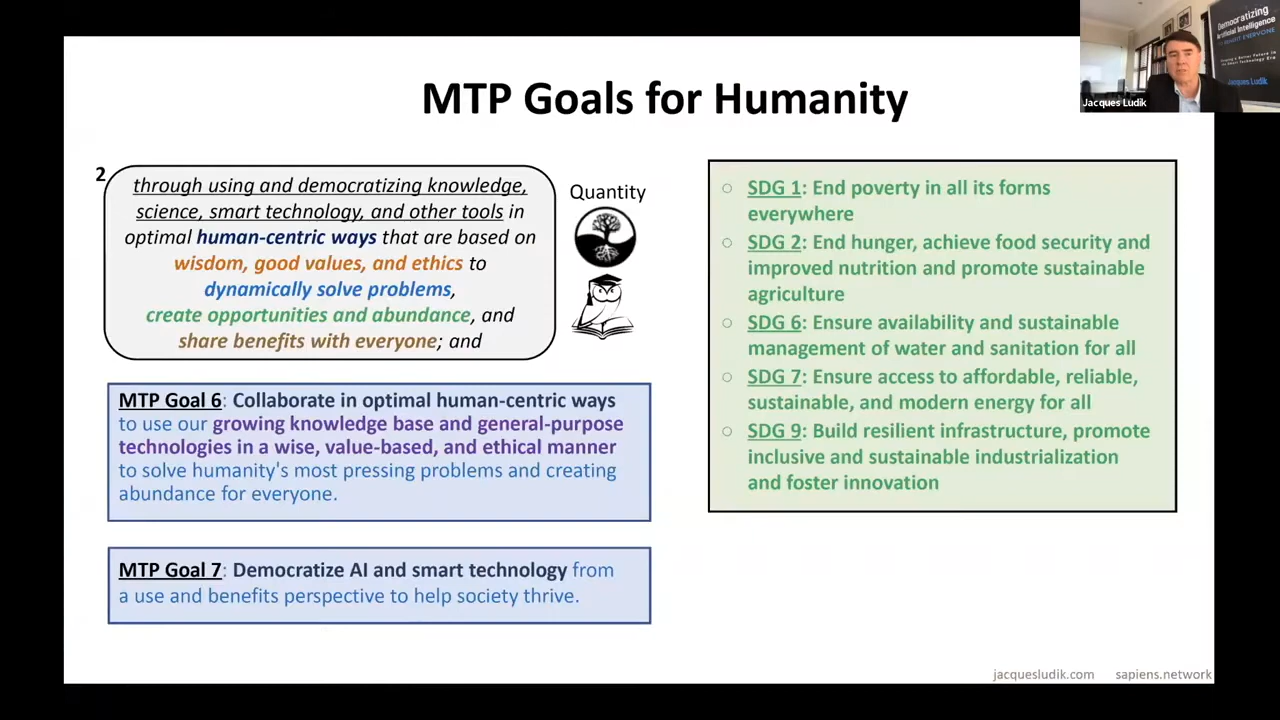 MTP Goals for Humanity
2
through using and democratizing knowledge,
science, smart technology, and other tools in
optimal human-centric ways that are based on
wisdom, good values, and ethics to
dynamically solve problems,
create opportunities and abundance, and
share benefits with everyone; and
Quantity
MTP Goal 6: Collaborate in optimal human-centric ways
to use our growing knowledge base and general-purpose
technologies in a wise, value-based, and ethical manner
to solve humanity's most pressing problems and creating
abundance for everyone.
MTP Goal 7: Democratize AI and smart technology from
a use and benefits perspective to help society thrive.
○ SDG 1: End poverty in all its forms
everywhere
○ SDG 2: End hunger, achieve food security and
improved nutrition and promote sustainable
agriculture
○ SDG 6: Ensure availability and sustainable
management of water and sanitation for all
○ SDG 7: Ensure access to affordable, reliable,
sustainable, and modern energy for all
○ SDG 9: Build resilient infrastructure, promote
inclusive and sustainable industrialization
and foster innovation
Democratizing
Artificial Intelligence
to Benefit Everyone
Jacques Ludik
Jacques Ludik
jacquesludik.com sapiens.network